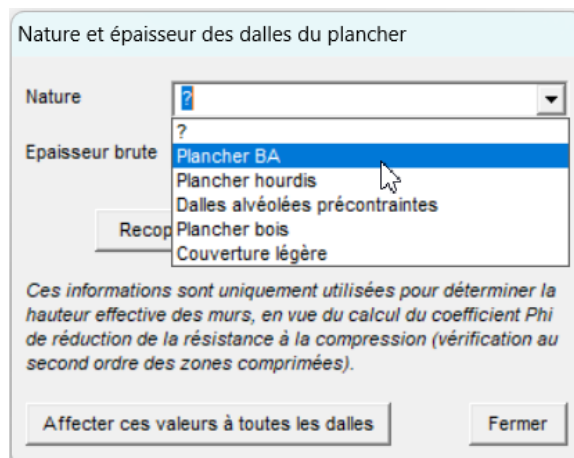 Nature et épaisseur des dalles du plancher
Nature
?
?
Epaisseur brute
Plancher BA
Plancher hourdis
Dalles alvéolées précontraintes
Recop
Plancher bois
Couverture légère
Ces informations sont uniquement utilisées pour déterminer la
hauteur effective des murs, en vue du calcul du coefficient Phi
de réduction de la résistance à la compression (vérification au
second ordre des zones comprimées).
Affecter ces valeurs à toutes les dalles
Fermer